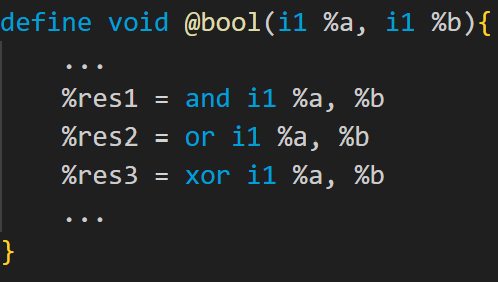 define void @bool(i1 %a, i1 %b){
    ...
    %res1 = and i1 %a, %b
    %res2 = or i1 %a, %b
    %res3 = xor i1 %a, %b
    ...
}